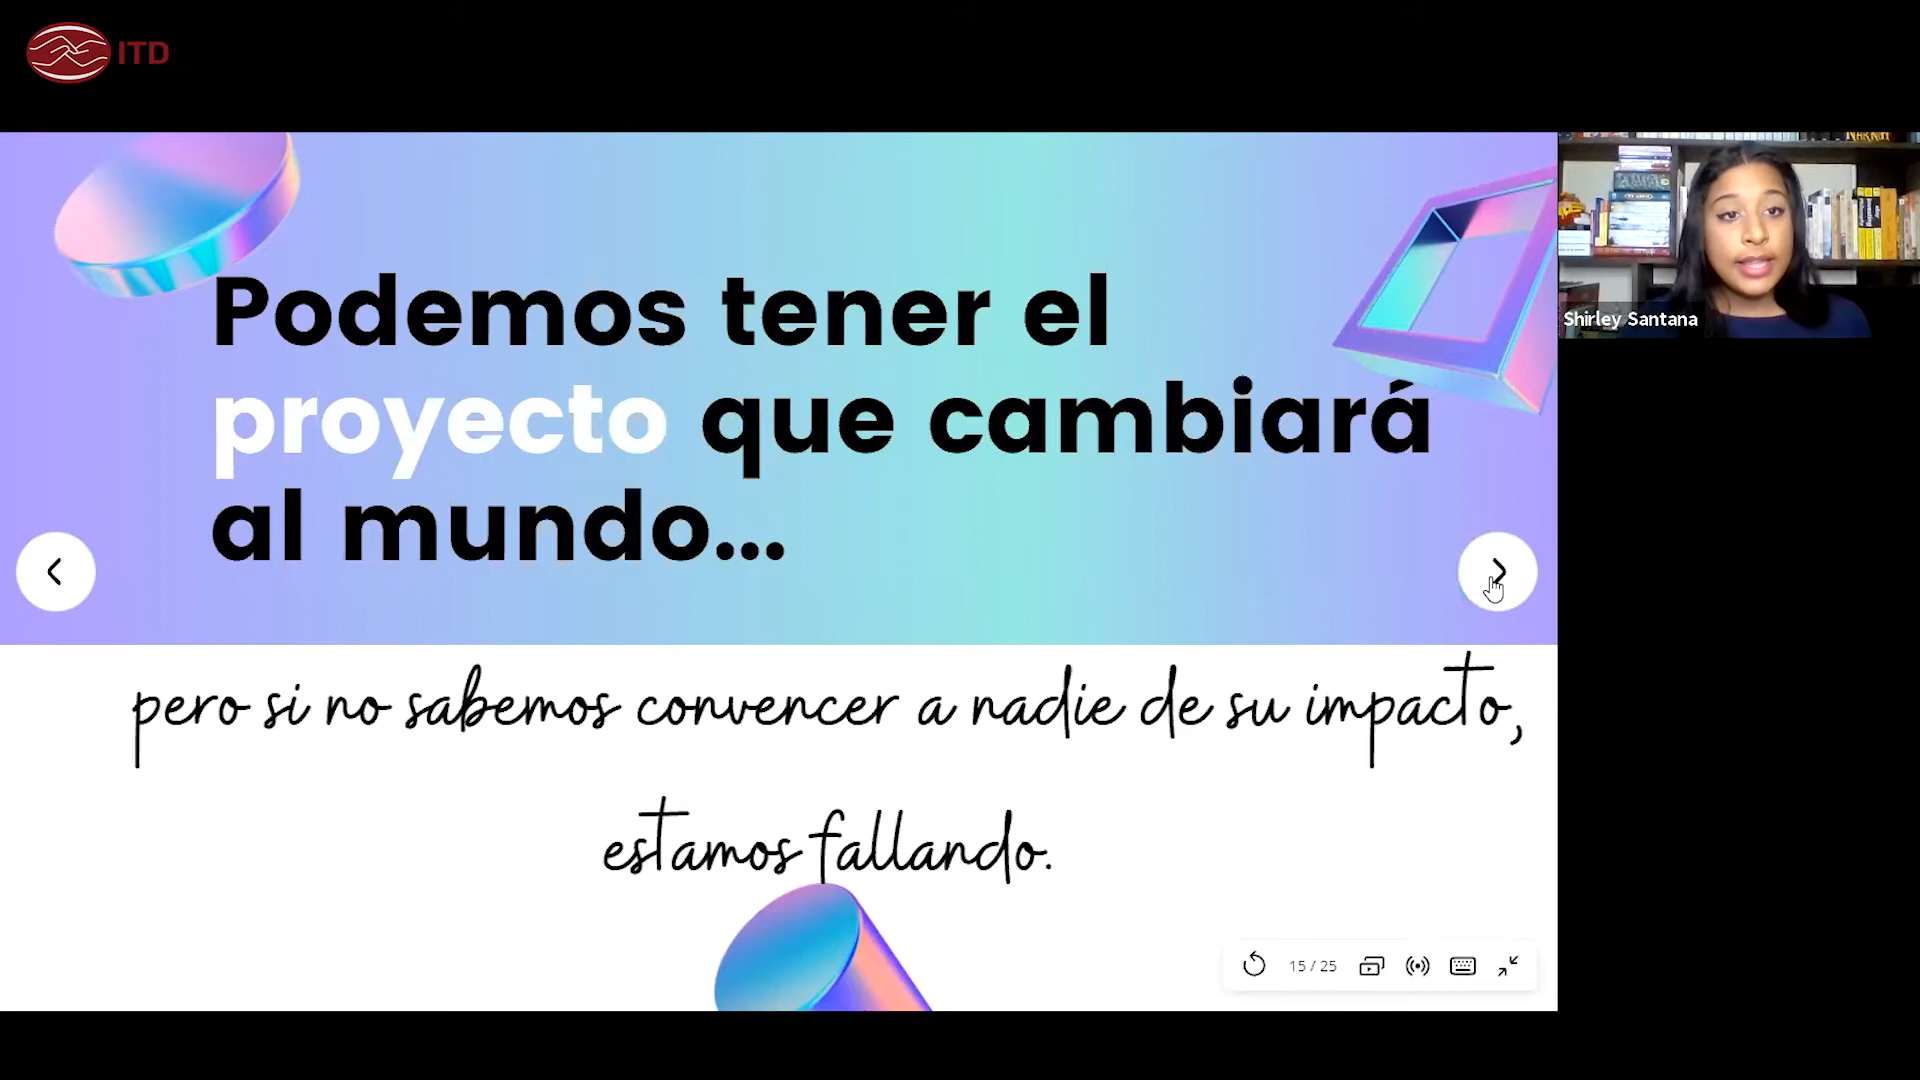 ITD
Podemos tener el
proyecto que cambiará
al mundo...
pero si no sabemos convencer a nadie de su impacto,
estamos fallando.
15 / 25
NARNIA
Shirley Santana